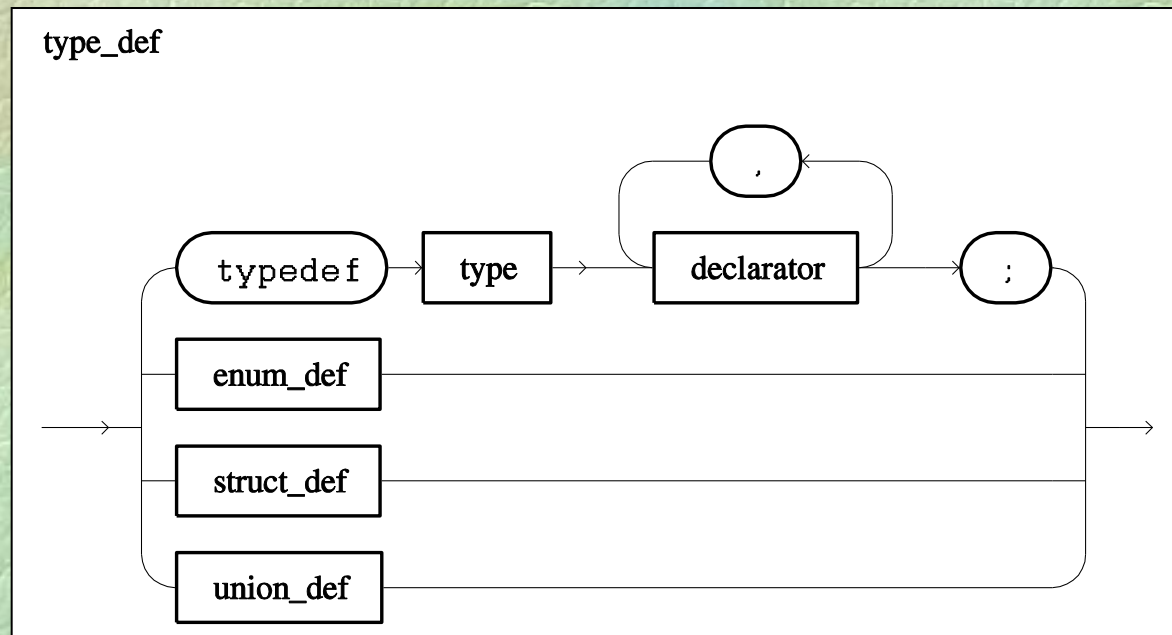 type_def
,
typedef type declarator ;
enum_def
struct_def
union_def